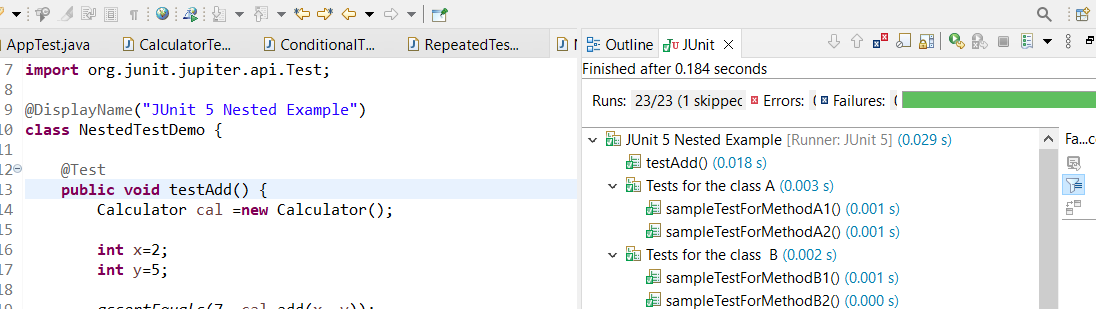 AppTest.java
CalculatorTe...
ConditionalT...
RepeatedTes...
7 import org.junit.jupiter.api.Test;
8
9 @DisplayName("JUnit 5 Nested Example")
10 class NestedTestDemo {
11
12 @Test
13 public void testAdd() {
14 Calculator cal =new Calculator();
15
16 int x=2;
17 int y=5;
18
Outline JUnit
Finished after 0.184 seconds
Runs: 23/23 (1 skipped Errors: Failures:
JUnit 5 Nested Example [Runner: JUnit 5] (0.029 s)
testAdd() (0.018 s)
Tests for the class A (0.003 s)
sampleTestForMethodA1() (0.001 s)
sampleTestForMethodA2() (0.001 s)
Tests for the class  B (0.002 s)
sampleTestForMethodB1() (0.001 s)
sampleTestForMethodB2() (0.000 s)
Fa...c